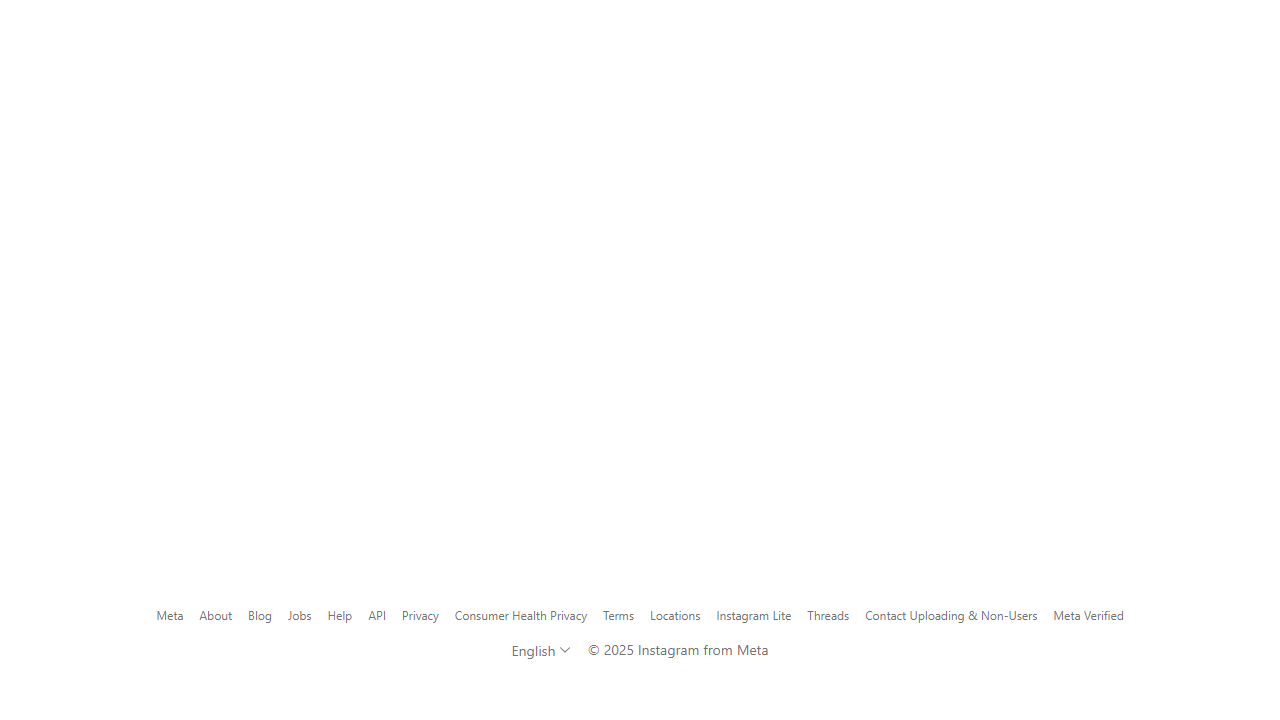 Meta About Blog Jobs Help API Privacy Consumer Health Privacy Terms Locations Instagram Lite Threads Contact Uploading & Non-Users Meta Verified
English © 2025 Instagram from Meta